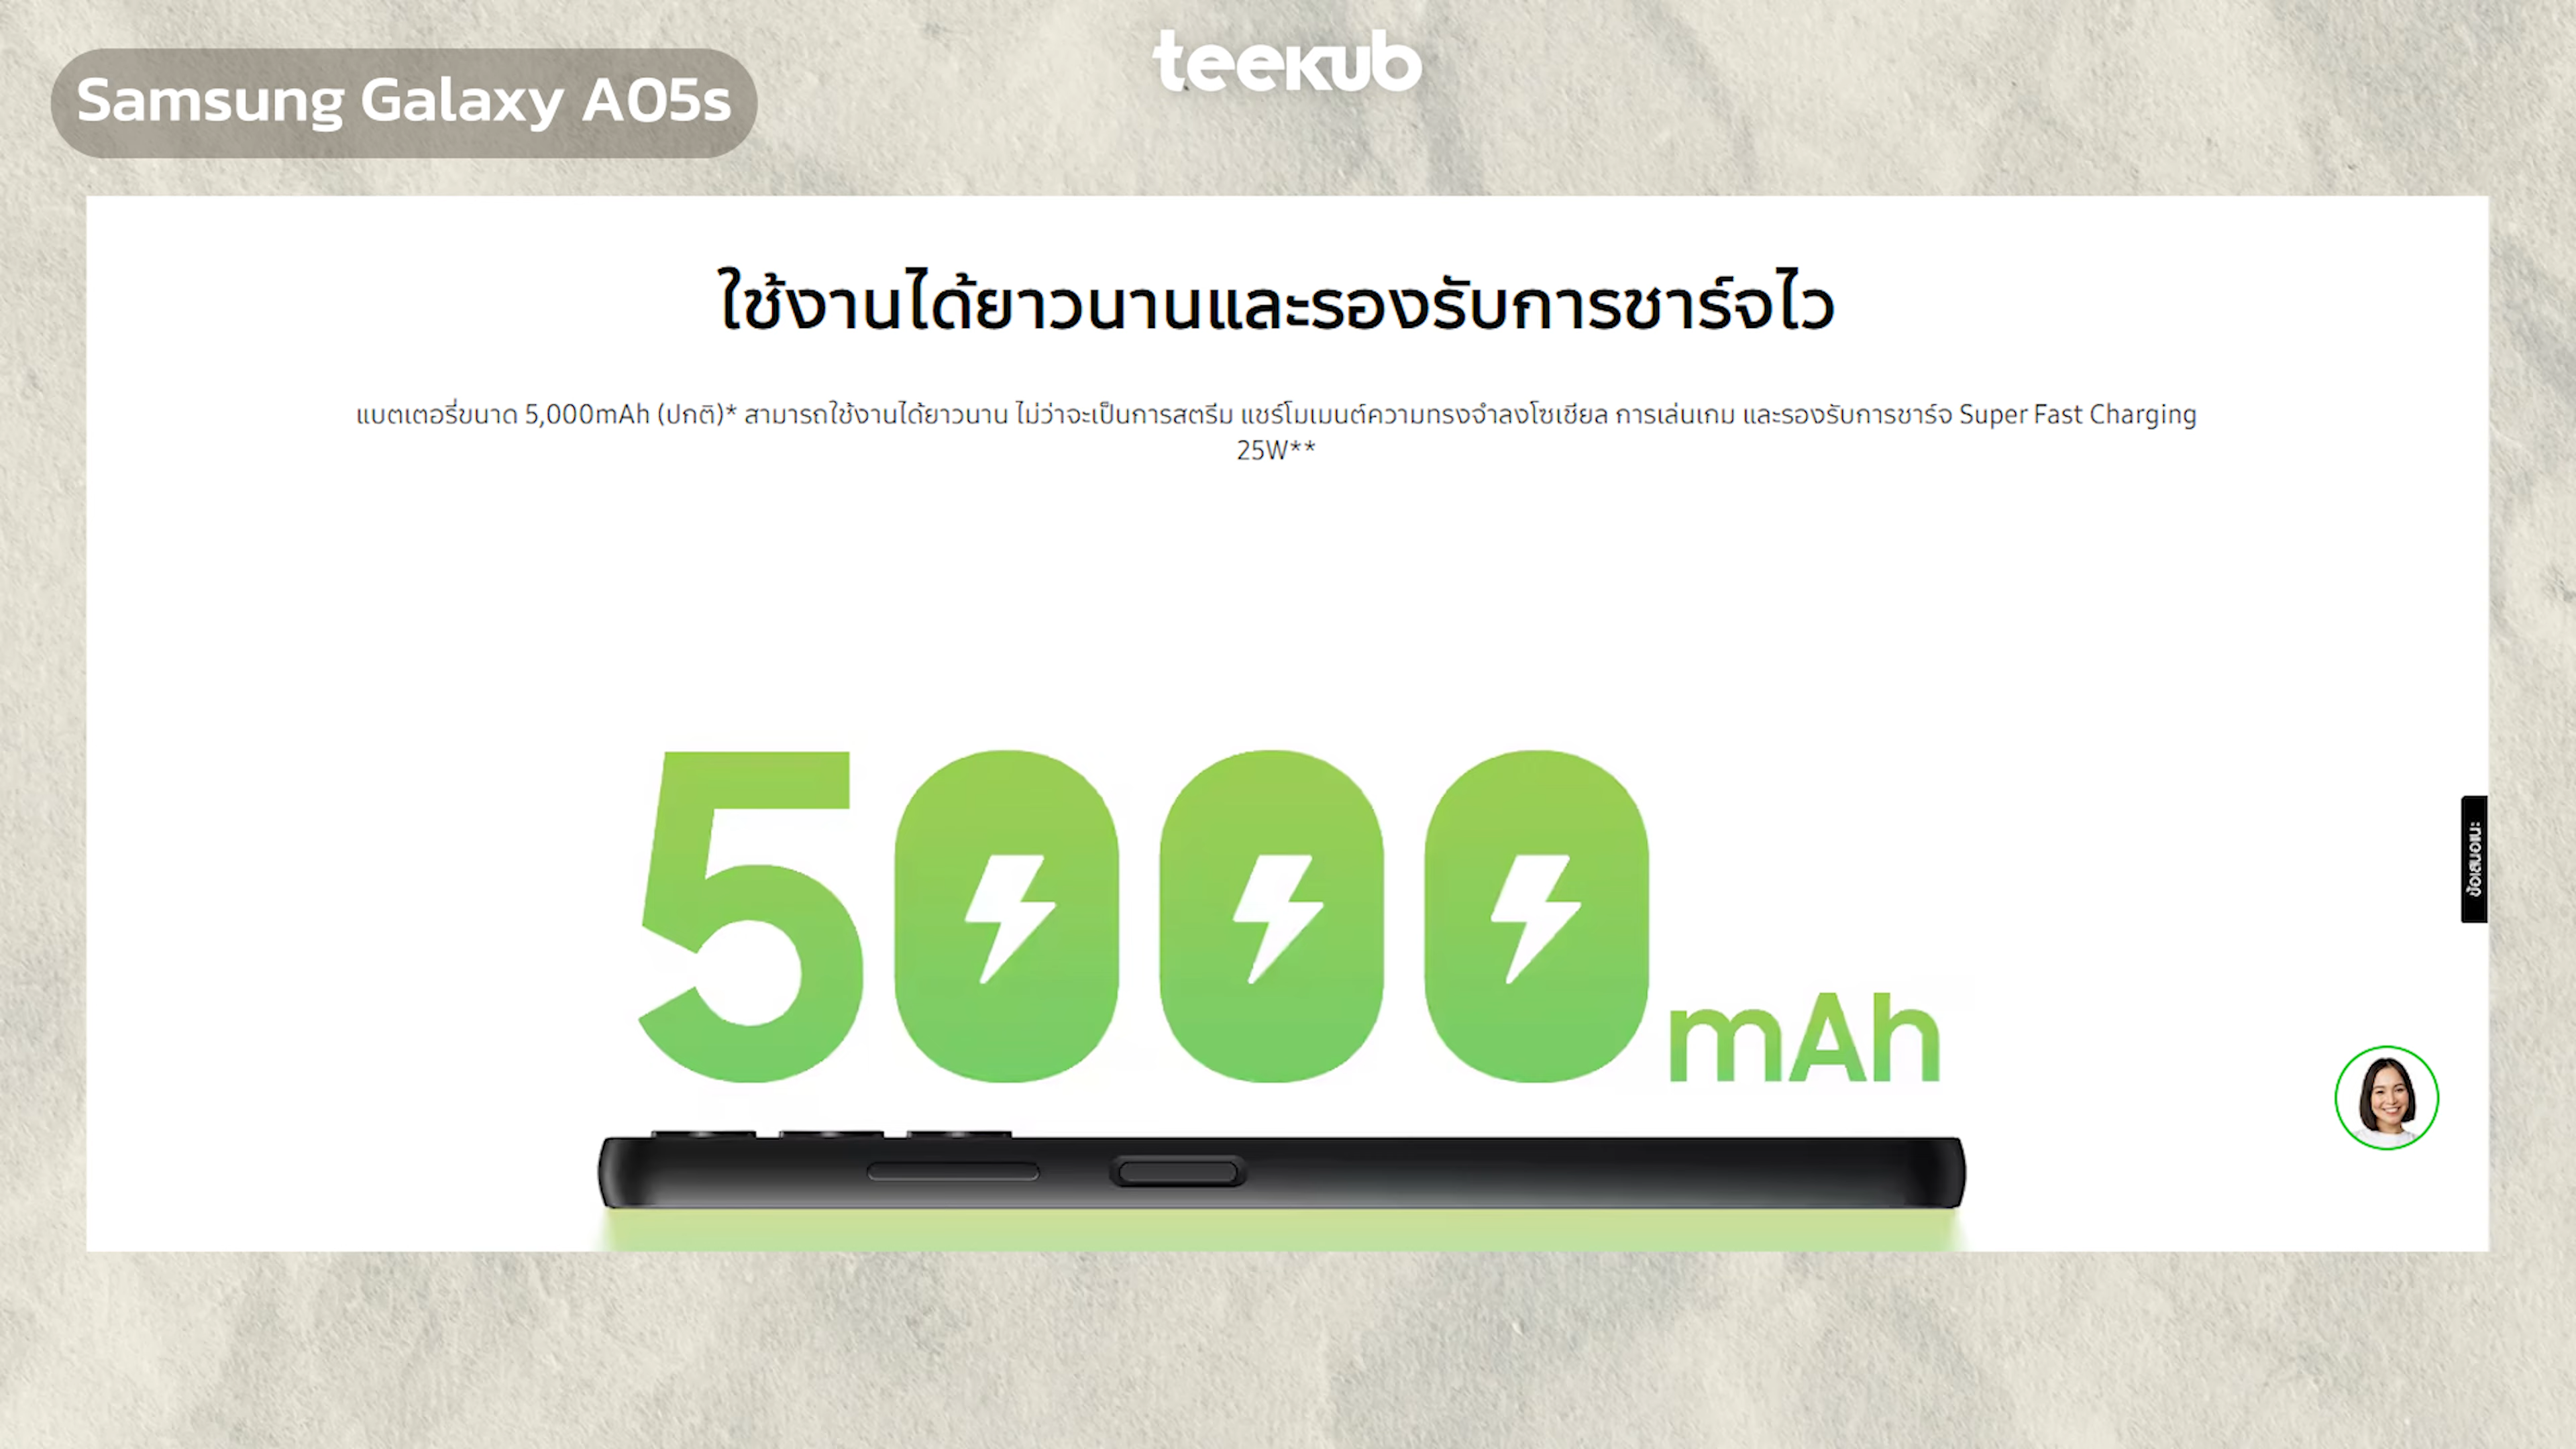 teekub
Samsung Galaxy A05s
ใช้งานได้ยาวนานและรองรับการชาร์จไว
แบตเตอรี่ขนาด 5,000mAh (ปกติ)* สามารถใช้งานได้ยาวนาน ไม่ว่าจะเป็นการสตรีม แชร์โมเมนต์ความทรงจำลงโซเชียล การเล่นเกม และรองรับการชาร์จ Super Fast Charging
25W**
5000 mAh
ข้อเสนอแนะ